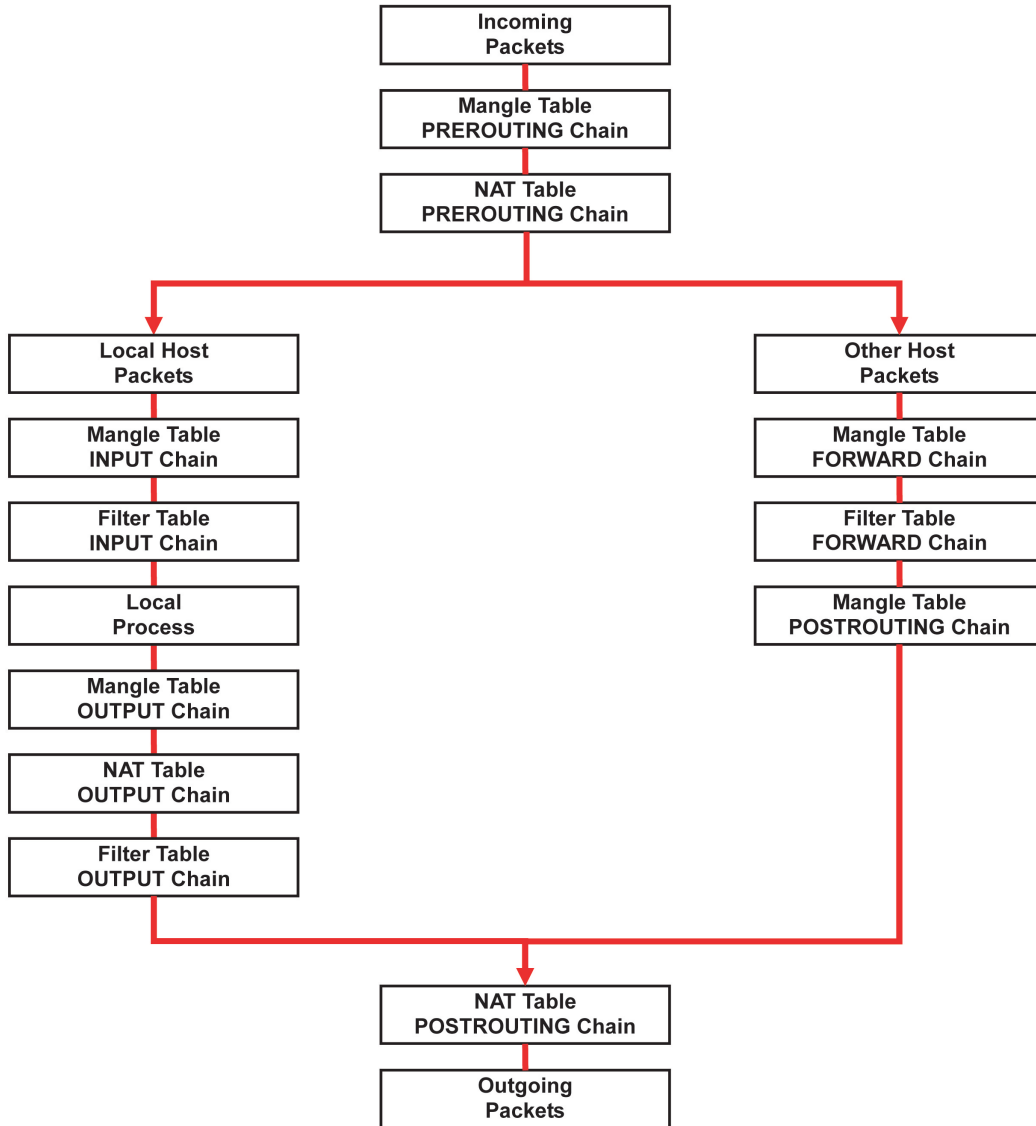 Incoming
Packets
Mangle Table
PREROUTING Chain
NAT Table
PREROUTING Chain
Local Host
Packets
Mangle Table
INPUT Chain
Filter Table
INPUT Chain
Local
Process
Mangle Table
OUTPUT Chain
NAT Table
OUTPUT Chain
Filter Table
OUTPUT Chain
Other Host
Packets
Mangle Table
FORWARD Chain
Filter Table
FORWARD Chain
Mangle Table
POSTROUTING Chain
NAT Table
POSTROUTING Chain
Outgoing
Packets